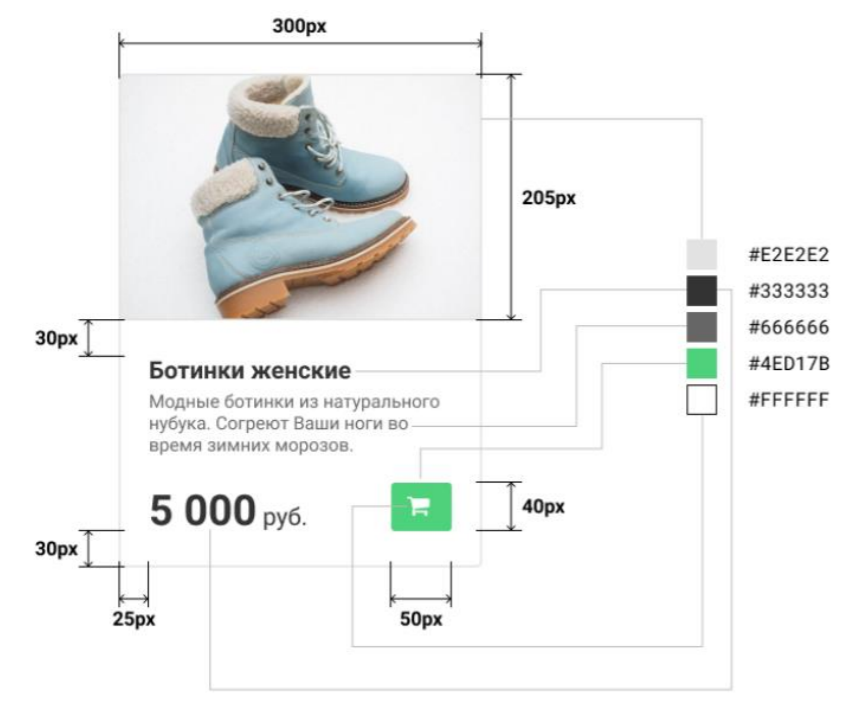 300px
205px
#E2E2E2
#333333
#666666
#4ED17B
#FFFFFF
30px
Ботинки женские
Модные ботинки из натурального
нубука. Согреют Ваши ноги во
время зимних морозов.
5 000 руб.
40px
30px
25px
50px